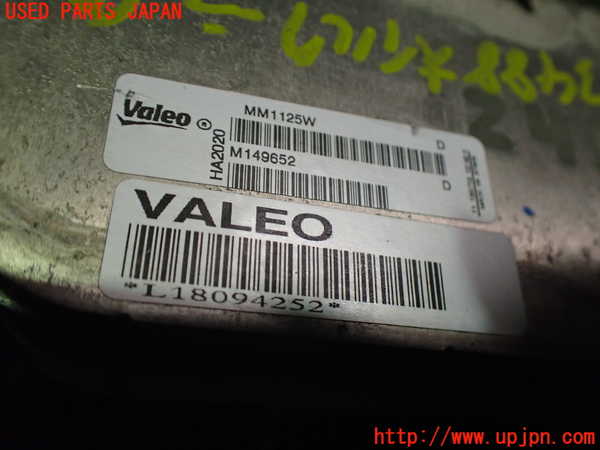 USED PARTS JAPAN
Valeo ®
MM1125W
D
HA2020
M149652
D
VALEO
*L18094252*
http://www.upjpn.com/